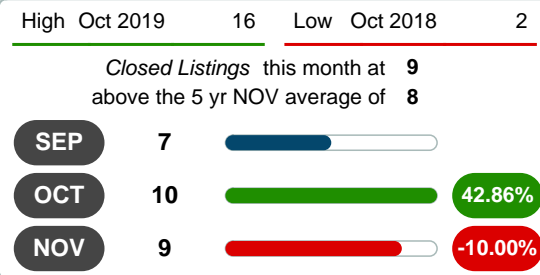 High Oct 2019 16 Low Oct 2018 2
Closed Listings this month at 9
above the 5 yr NOV average of 8
SEP 7
OCT 10 42.86%
NOV 9 -10.00%